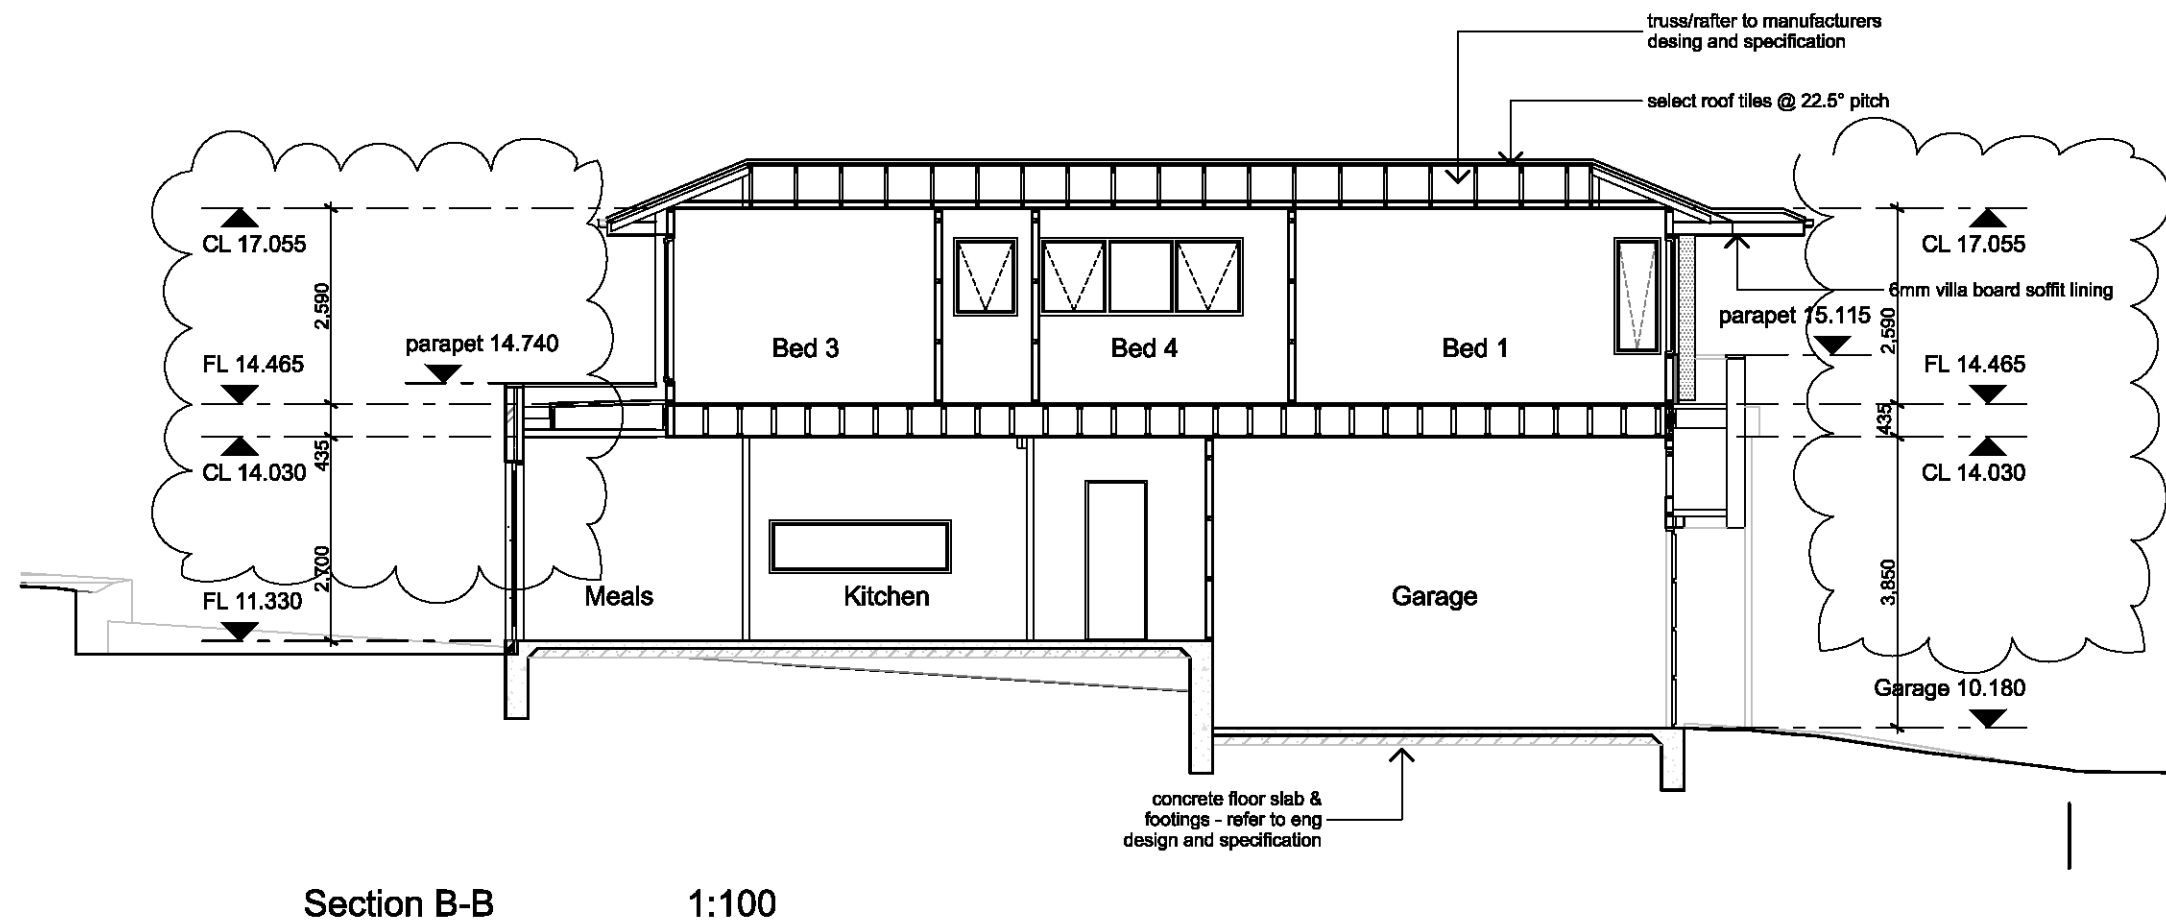 truss/rafter to manufacturers
desing and specification
select roof tiles @ 22.5° pitch
CL 17.055
2,590
FL 14.465
parapet 14.740
435
CL 14.030
2,700
FL 11.330
Bed 3
Bed 4
Bed 1
Meals
Kitchen
Garage
CL 17.055
6mm villa board soffit lining
parapet 15.115
2,590
FL 14.465
435
CL 14.030
3,850
Garage 10.180
concrete floor slab &
footings - refer to eng
design and specification
Section B-B 1:100